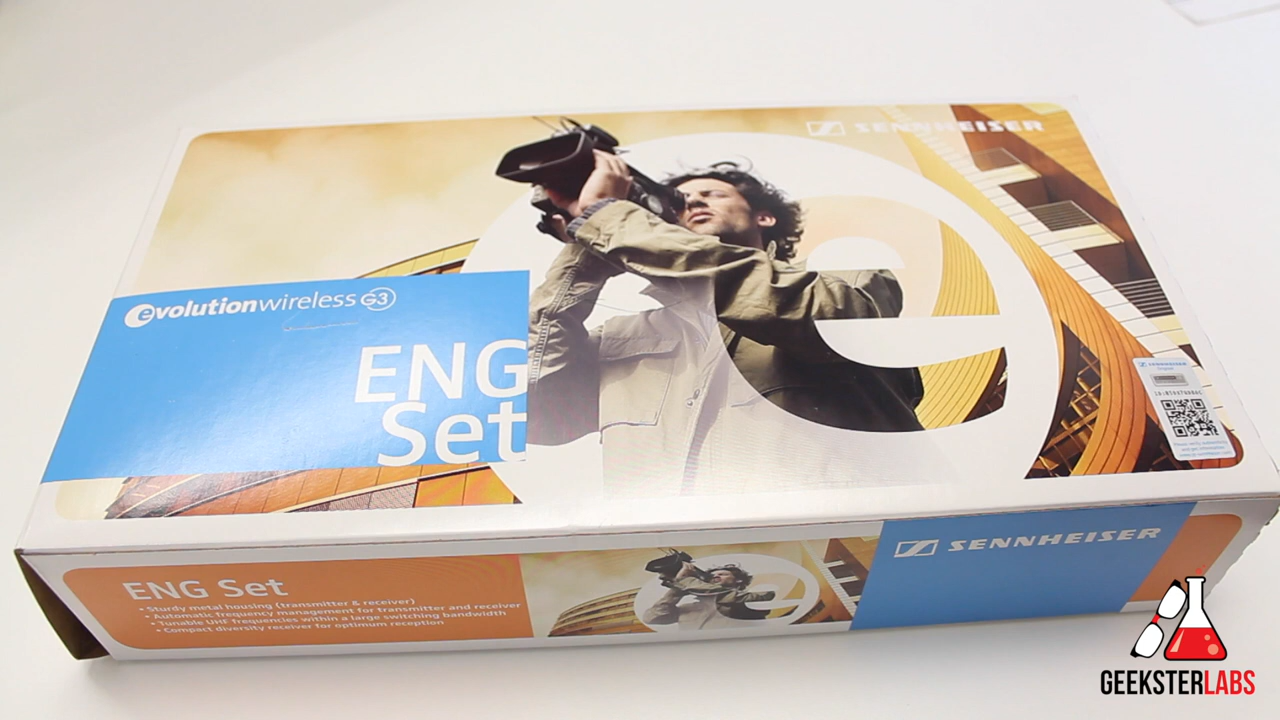 SENNHEISER
evolutionwireless G3
ENG
Set
SENNHEISER
ENG Set
• Sturdy metal housing (transmitter & receiver)
• Automatic frequency management for transmitter and receiver
• Tunable UHF frequencies within a large switching bandwidth
• Compact diversity receiver for optimum reception
SENNHEISER
GEEKSTERLABS